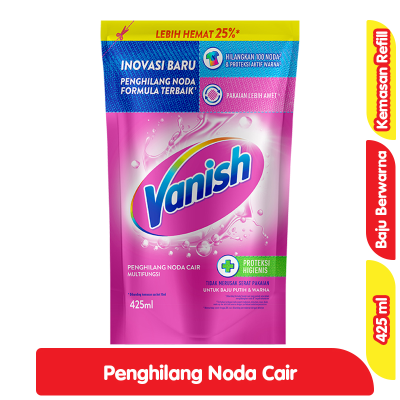 LEBIH HEMAT 25%*
INOVASI BARU
PENGHILANG NODA
FORMULA TERBAIK
HILANGKAN 100 NODA
& PROTEKSI AKTIF WARNA
PAKAIAN LEBIH AWET
Vanish
PENGHILANG NODA CAIR
MULTIFUNGSI
425ml
PROTEKSI
HIGIENIS
TIDAK MERUSAK SERAT PAKAIAN
UNTUK BAJU PUTIH & WARNA
Kemasan Refill
Baju Berwarna
425 ml
Penghilang Noda Cair